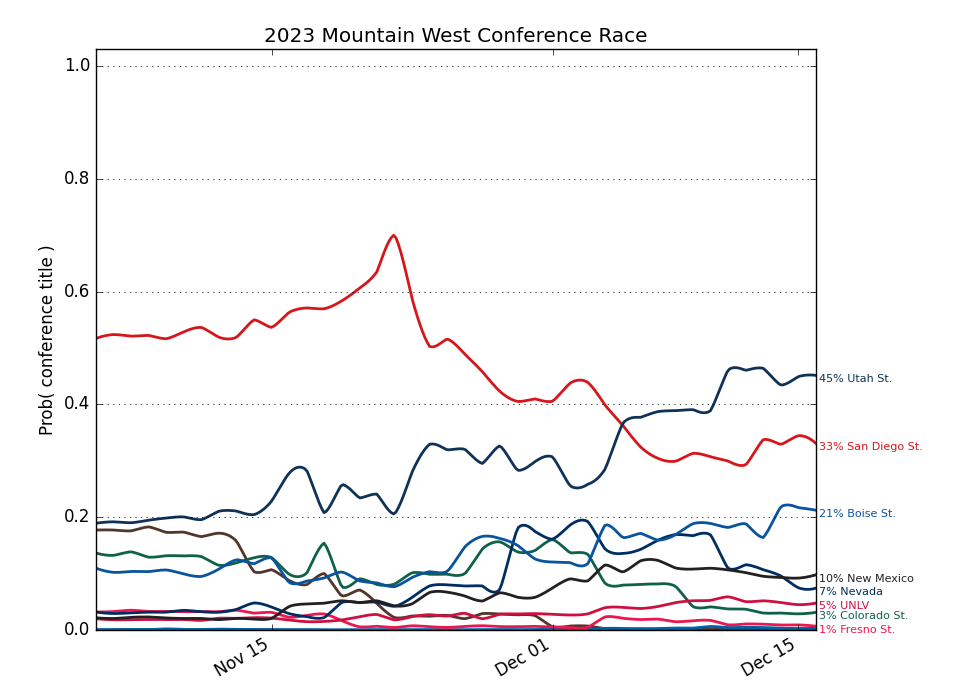 2023 Mountain West Conference Race
Prob( conference title )
1.0
0.8
0.6
0.4
0.2
0.0
Nov 15
Dec 01
Dec 15
45% Utah St.
33% San Diego St.
21% Boise St.
10% New Mexico
7% Nevada
5% UNLV
3% Colorado St.
1% Fresno St.